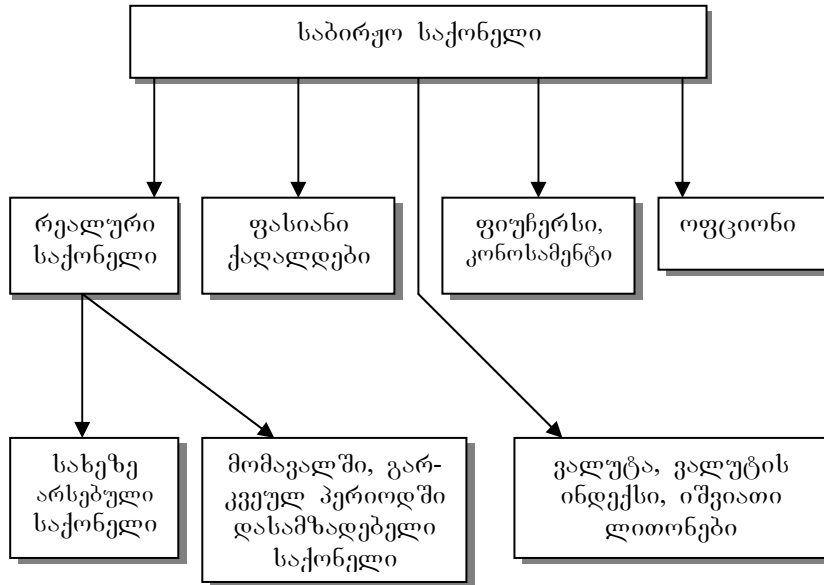 საბირჟო საქონელი
რეალური
საქონელი
ფასიანი
ქაღალდები
ფიუჩერსი,
კონოსამენტი
ოფციონი
სახეზე
არსებული
საქონელი
მომავალში, გარ-
კვეულ პერიოდში
დასამზადებელი
საქონელი
ვალუტა, ვალუტის
ინდექსი, იშვიათი
ლითონები